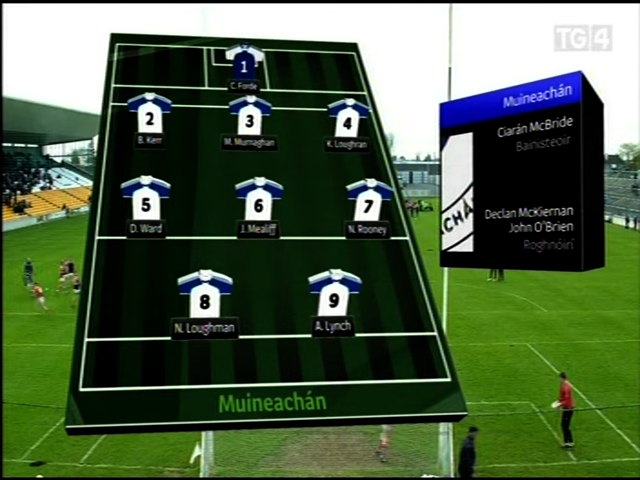 TG4
1
C. Forde
2
B. Kerr
3
M. Murnaghan
4
K. Loughran
5
D. Ward
6
J. Mealiff
7
N. Rooney
8
N. Loughman
9
A. Lynch
Muineachán
Muineachán
Ciarán McBride
Bainisteoir
Declan McKiernan
John O'Brien
Roghnóirí
CHÁ